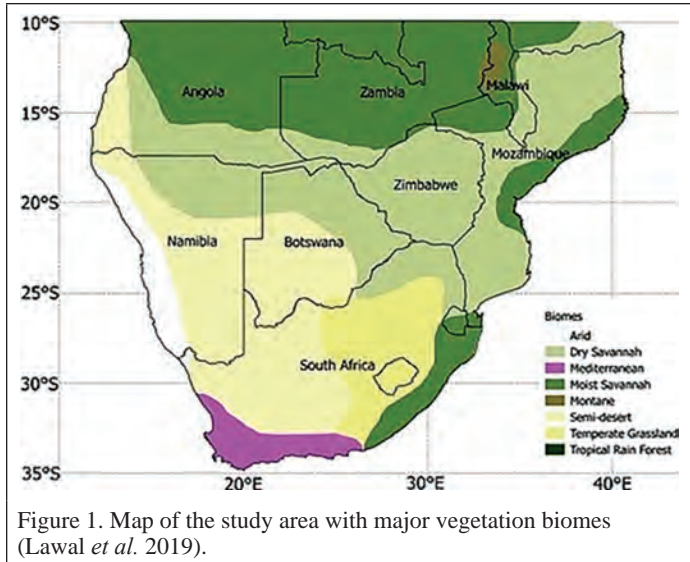 10°S
Angola
Zambla
Malawi
15°S
Mozambique
Zimbabwe
20°S
Namibla
Botswana
25°S
Biomes
Arid
Dry Savannah
South Africa
Mediterranean
30°S
Moist Savannah
Montane
Semi-desert
Temperate Grassland
Tropical Rain Forest
35°S
20°E
30°E
40°E
Figure 1. Map of the study area with major vegetation biomes
(Lawal et al. 2019).